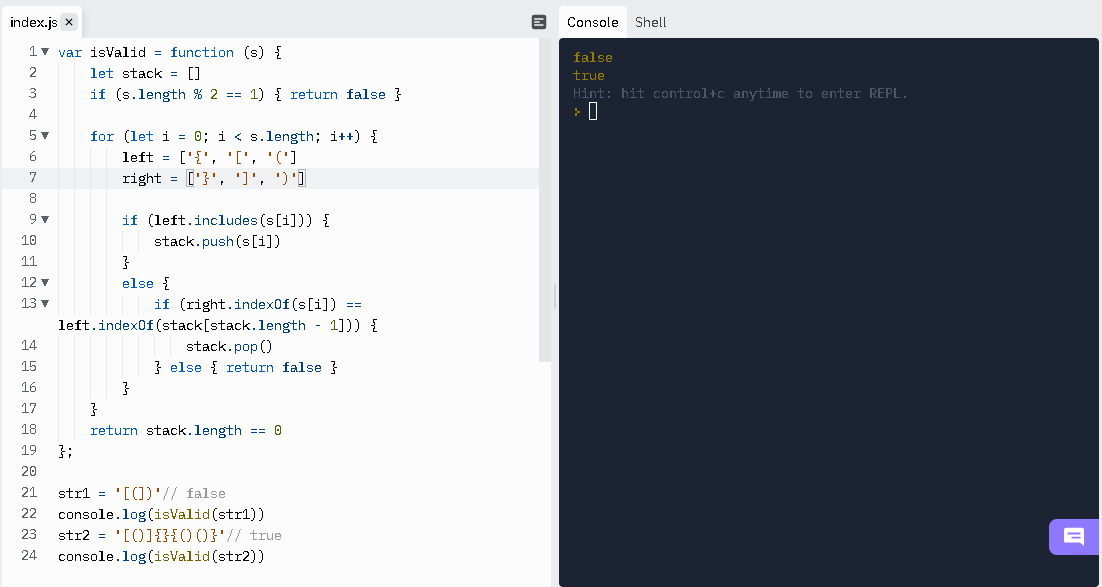 index.js ×
1 var isValid = function (s) {
2 let stack = []
3 if (s.length % 2 == 1) { return false }
4
5 for (let i = 0; i < s.length; i++) {
6 left = ['{', '[', '(']
7 right = ['}', ']', ')']
8
9 if (left.includes(s[i])) {
10 stack.push(s[i])
11 }
12 else {
13 if (right.indexOf(s[i]) ==
left.indexOf(stack[stack.length - 1])) {
14 stack.pop()
15 } else { return false }
16 }
17 }
18 return stack.length == 0
19 };
20
21 str1 = '[(])'// false
22 console.log(isValid(str1))
23 str2 = '[()]{}{()()}'// true
24 console.log(isValid(str2))
Console Shell
false
true
Hint: hit control+c anytime to enter REPL.
>